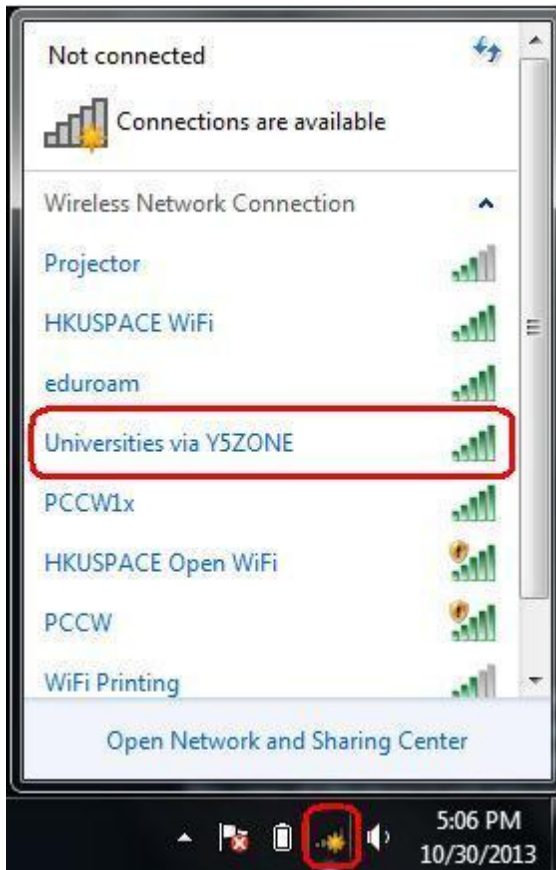 Not connected
Connections are available
Wireless Network Connection
Projector
HKUSPACE WiFi
eduroam
Universities via Y5ZONE
PCCW1x
HKUSPACE Open WiFi
PCCW
WiFi Printing
Open Network and Sharing Center
5:06 PM
10/30/2013